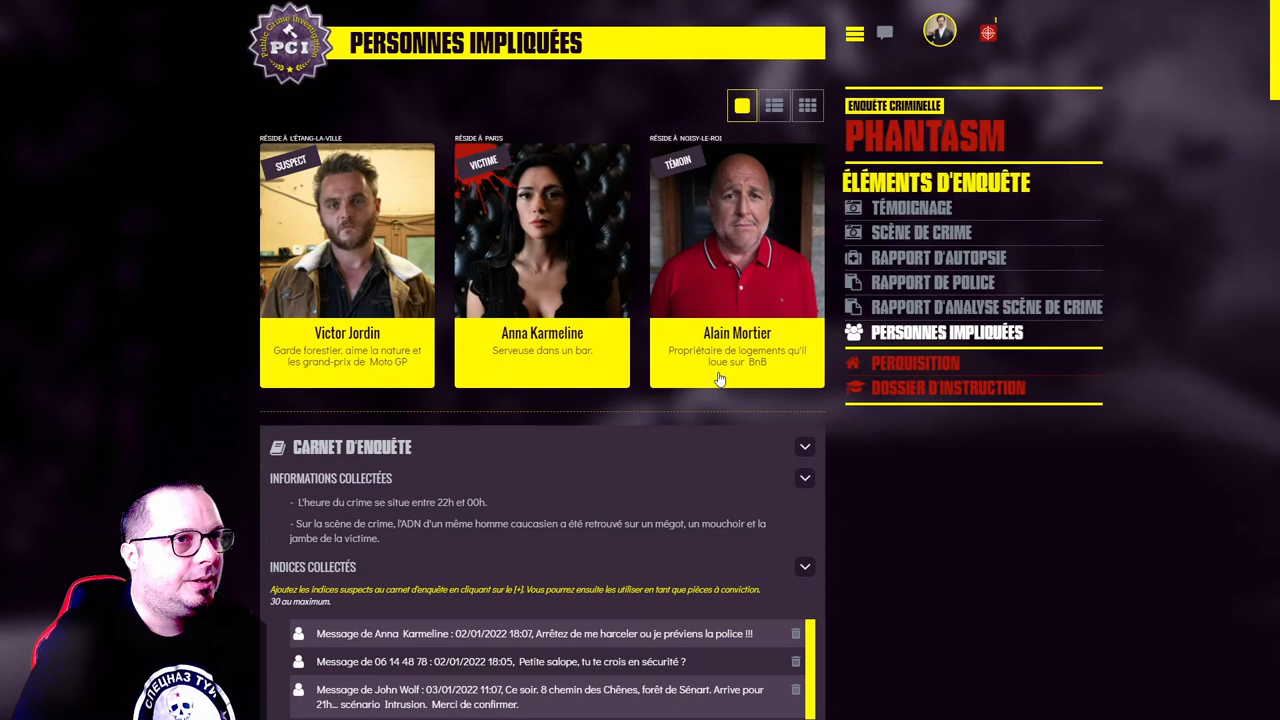 Public Crime Investigation
PCI
PERSONNES IMPLIQUÉES
1
RÉSIDE À L'ÉTANG-LA-VILLE
RÉSIDE À PARIS
RÉSIDE À NOISY-LE-ROI
SUSPECT
VICTIME
TÉMOIN
Victor Jordin
Garde forestier, aime la nature et
les grand-prix de Moto GP
Anna Karmeline
Serveuse dans un bar.
Alain Mortier
Propriétaire de logements qu'il
loue sur BnB
ENQUÊTE CRIMINELLE
PHANTASM
ÉLÉMENTS D'ENQUÊTE
TÉMOIGNAGE
SCÈNE DE CRIME
RAPPORT D'AUTOPSIE
RAPPORT DE POLICE
RAPPORT D'ANALYSE SCÈNE DE CRIME
PERSONNES IMPLIQUÉES
PERQUISITION
DOSSIER D'INSTRUCTION
CARNET D'ENQUÊTE
INFORMATIONS COLLECTÉES
- L'heure du crime se situe entre 22h et 00h.
- Sur la scène de crime, l'ADN d'un même homme caucasien a été retrouvé sur un mégot, un mouchoir et la
jambe de la victime.
INDICES COLLECTÉS
Ajoutez les indices suspects au carnet d'enquête en cliquant sur le [+]. Vous pourrez ensuite les utiliser en tant que pièces à conviction.
30 au maximum.
Message de Anna Karmeline : 02/01/2022 18:07, Arrêtez de me harceler ou je préviens la police !!!
Message de 06 14 48 78 : 02/01/2022 18:05, Petite salope, tu te crois en sécurité ?
Message de John Wolf : 03/01/2022 11:07, Ce soir. 8 chemin des Chênes, forêt de Sénart. Arrive pour
21h... scénario Intrusion. Merci de confirmer.
СПЕЦНАЗ